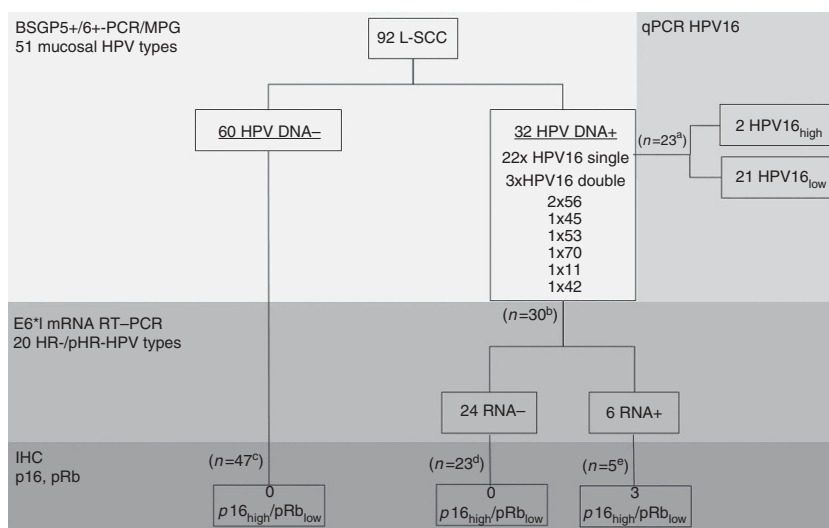 BSGP5+/6+-PCR/MPG
51 mucosal HPV types
92 L-SCC
qPCR HPV16
60 HPV DNA–
32 HPV DNA+
22x HPV16 single
3xHPV16 double
2x56
1x45
1x53
1x70
1x11
1x42
(n=23a)
2 HPV16high
21 HPV16low
E6*I mRNA RT–PCR
20 HR-/pHR-HPV types
(n=30b)
24 RNA–
6 RNA+
IHC
p16, pRb
(n=47c)
(n=23d)
(n=5e)
0
p16high/pRblow
0
p16high/pRblow
3
p16high/pRblow